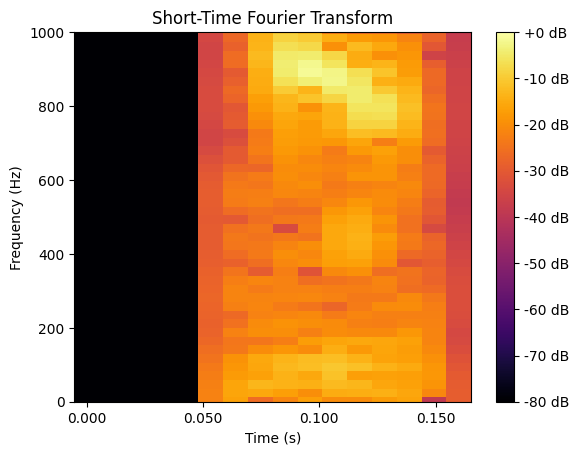 Short-Time Fourier Transform
1000
800
600
400
200
0
Frequency (Hz)
0.000
0.050
0.100
0.150
Time (s)
+0 dB
-10 dB
-20 dB
-30 dB
-40 dB
-50 dB
-60 dB
-70 dB
-80 dB